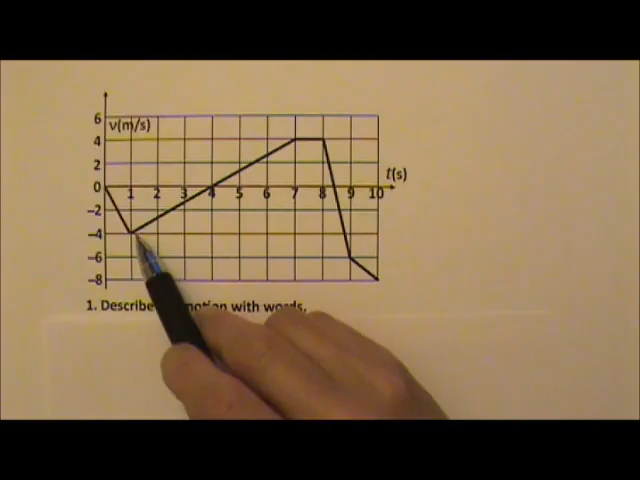 6
v(m/s)
4
2
t(s)
0 1 2 3 4 5 6 7 8 9 10
−2
−4
−6
−8
1. Describe motion with words.